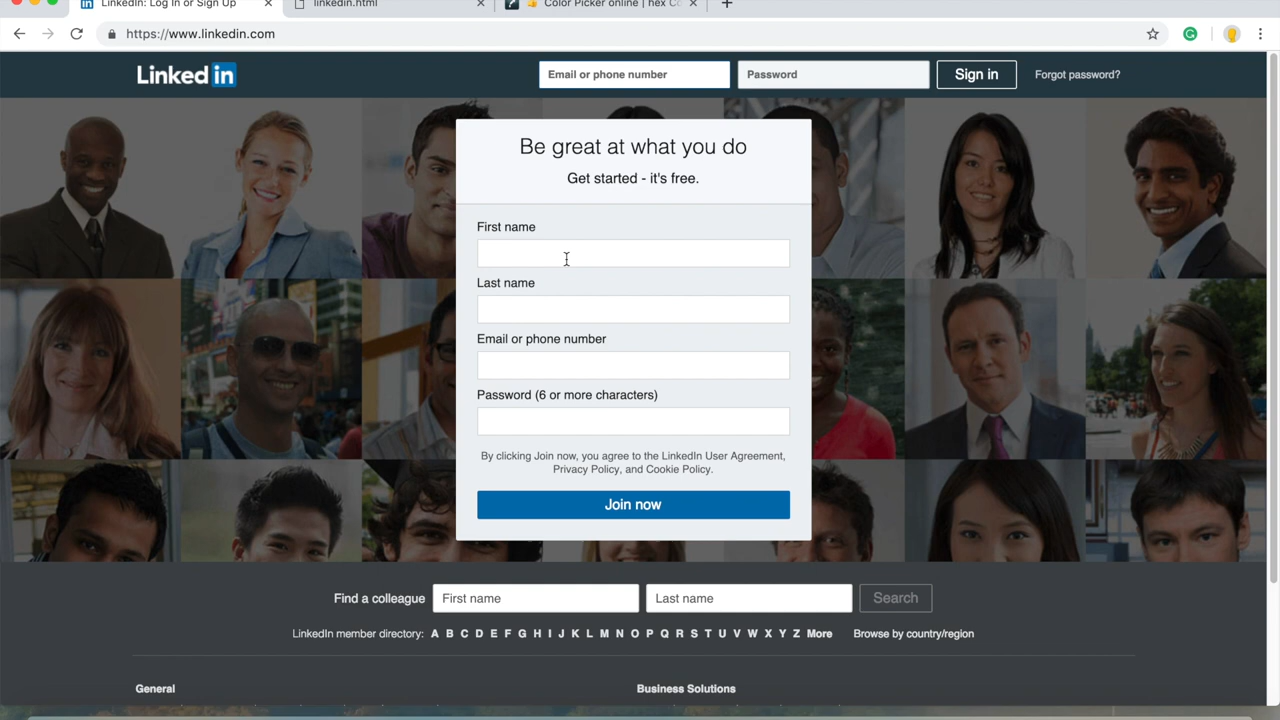 LinkedIn: Log In or Sign Up
linkedin.html
Color Picker online | hex Co
https://www.linkedin.com
Linked in
Email or phone number
Password
Sign in
Forgot password?
Be great at what you do
Get started - it's free.
First name
Last name
Email or phone number
Password (6 or more characters)
By clicking Join now, you agree to the LinkedIn User Agreement,
Privacy Policy, and Cookie Policy.
Join now
Find a colleague
First name
Last name
Search
LinkedIn member directory: A B C D E F G H I J K L M N O P Q R S T U V W X Y Z More
Browse by country/region
General
Business Solutions